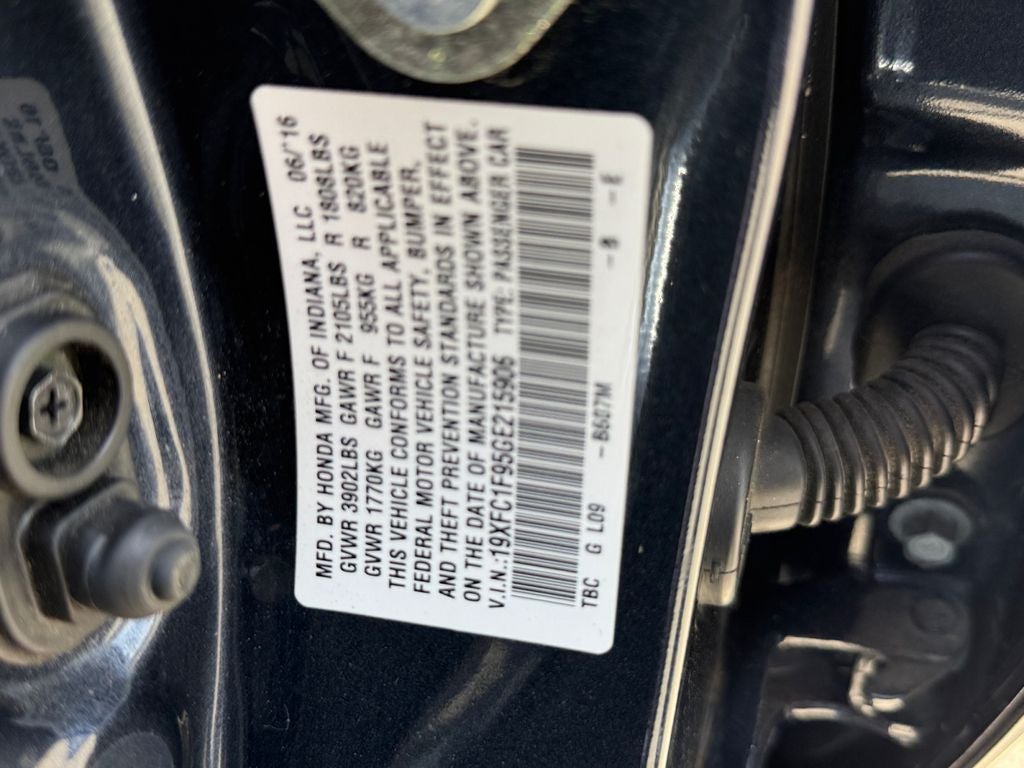 MFD. BY HONDA MFG. OF INDIANA, LLC 06/'16
GVWR 3902LBS GAWR F 2105LBS R 1808LBS
GVWR 1770KG GAWR F 955KG R 820KG
THIS VEHICLE CONFORMS TO ALL APPLICABLE
FEDERAL MOTOR VEHICLE SAFETY, BUMPER,
AND THEFT PREVENTION STANDARDS IN EFFECT
ON THE DATE OF MANUFACTURE SHOWN ABOVE.
V.I.N.:19XFC1F95GE215906 TYPE: PASSENGER CAR
TBC G L09 -B607M -B -E